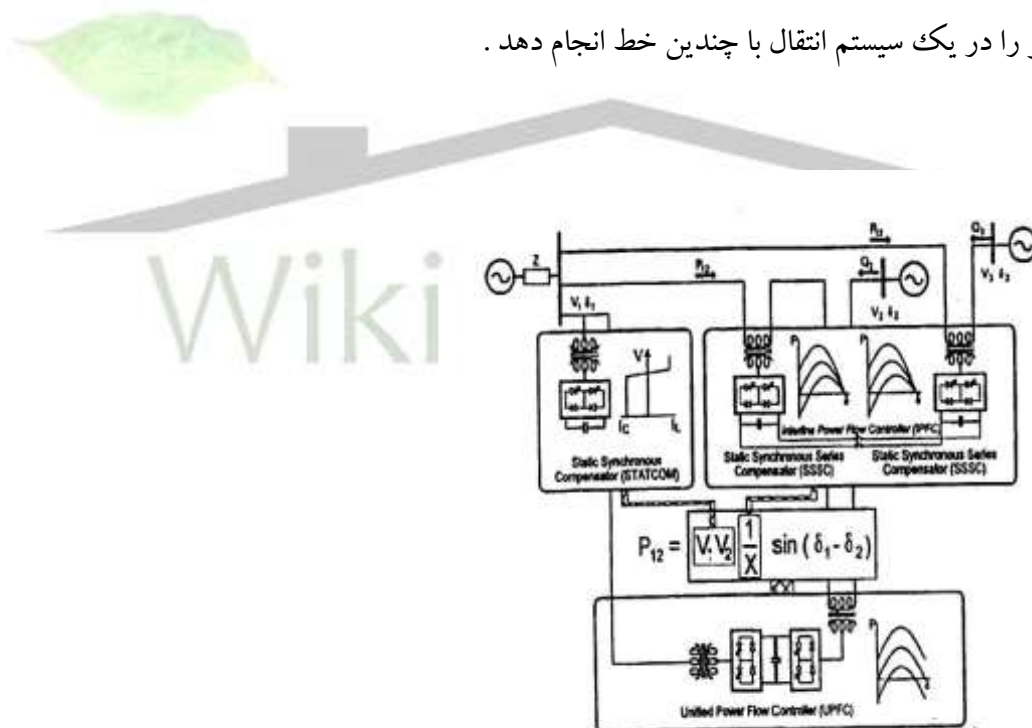 را در یک سیستم انتقال با چندین خط انجام دهد .
Wiki
Z
P₁₂
Q₂
V₁ δ₁
V₂ δ₂
V₃ δ₃
V
I_C I_L
P
P
Interline Power Flow Controller (IPFC)
Static Synchronous
Compensator (STATCOM)
Static Synchronous Series
Compensator (SSSC)
Static Synchronous Series
Compensator (SSSC)
P₁₂ = V₁V₂ 1/X sin ( δ₁ - δ₂ )
P
Unified Power Flow Controller (UPFC)